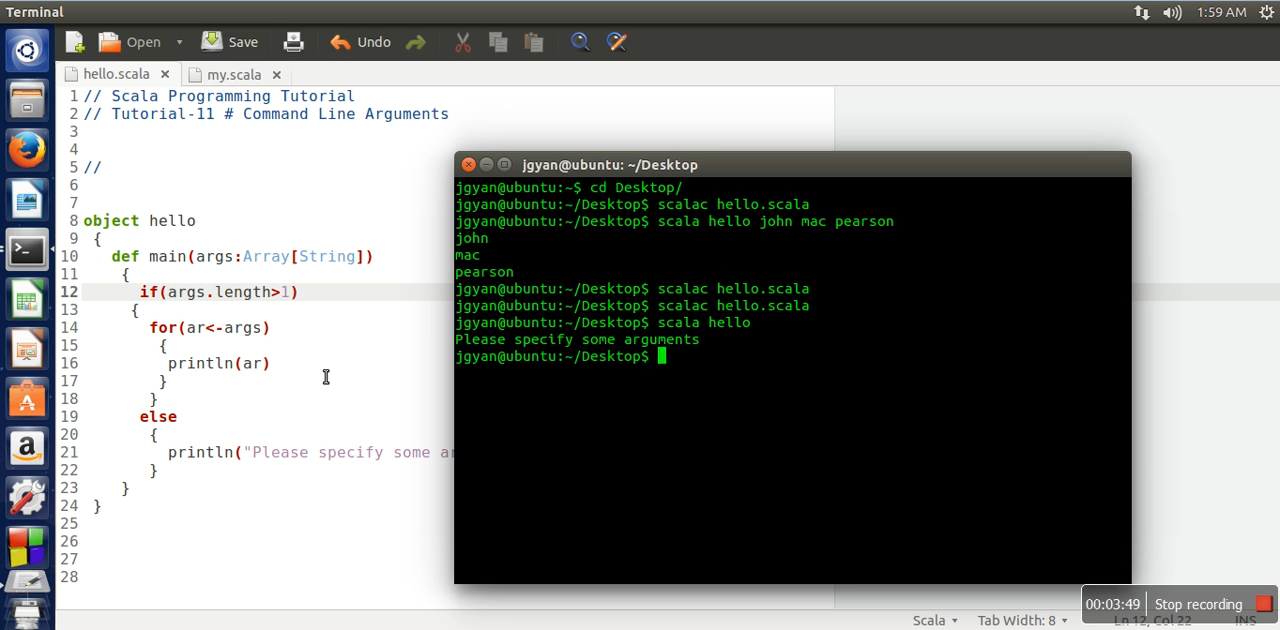 Terminal
1:59 AM
Open
Save
Undo
hello.scala
my.scala
1 // Scala Programming Tutorial
2 // Tutorial-11 # Command Line Arguments
3
4
5 //
6
7
8 object hello
9 {
10 def main(args:Array[String])
11 {
12 if(args.length>1)
13 {
14 for(ar<-args)
15 {
16 println(ar)
17 }
18 }
19 else
20 {
21 println("Please specify some ar
22 }
23 }
24 }
25
26
27
28
jgyan@ubuntu: ~/Desktop
jgyan@ubuntu:~$ cd Desktop/
jgyan@ubuntu:~/Desktop$ scalac hello.scala
jgyan@ubuntu:~/Desktop$ scala hello john mac pearson
john
mac
pearson
jgyan@ubuntu:~/Desktop$ scalac hello.scala
jgyan@ubuntu:~/Desktop$ scalac hello.scala
jgyan@ubuntu:~/Desktop$ scala hello
Please specify some arguments
jgyan@ubuntu:~/Desktop$
00:03:49 Stop recording
Scala Tab Width: 8 Ln 12, Col 22 INS